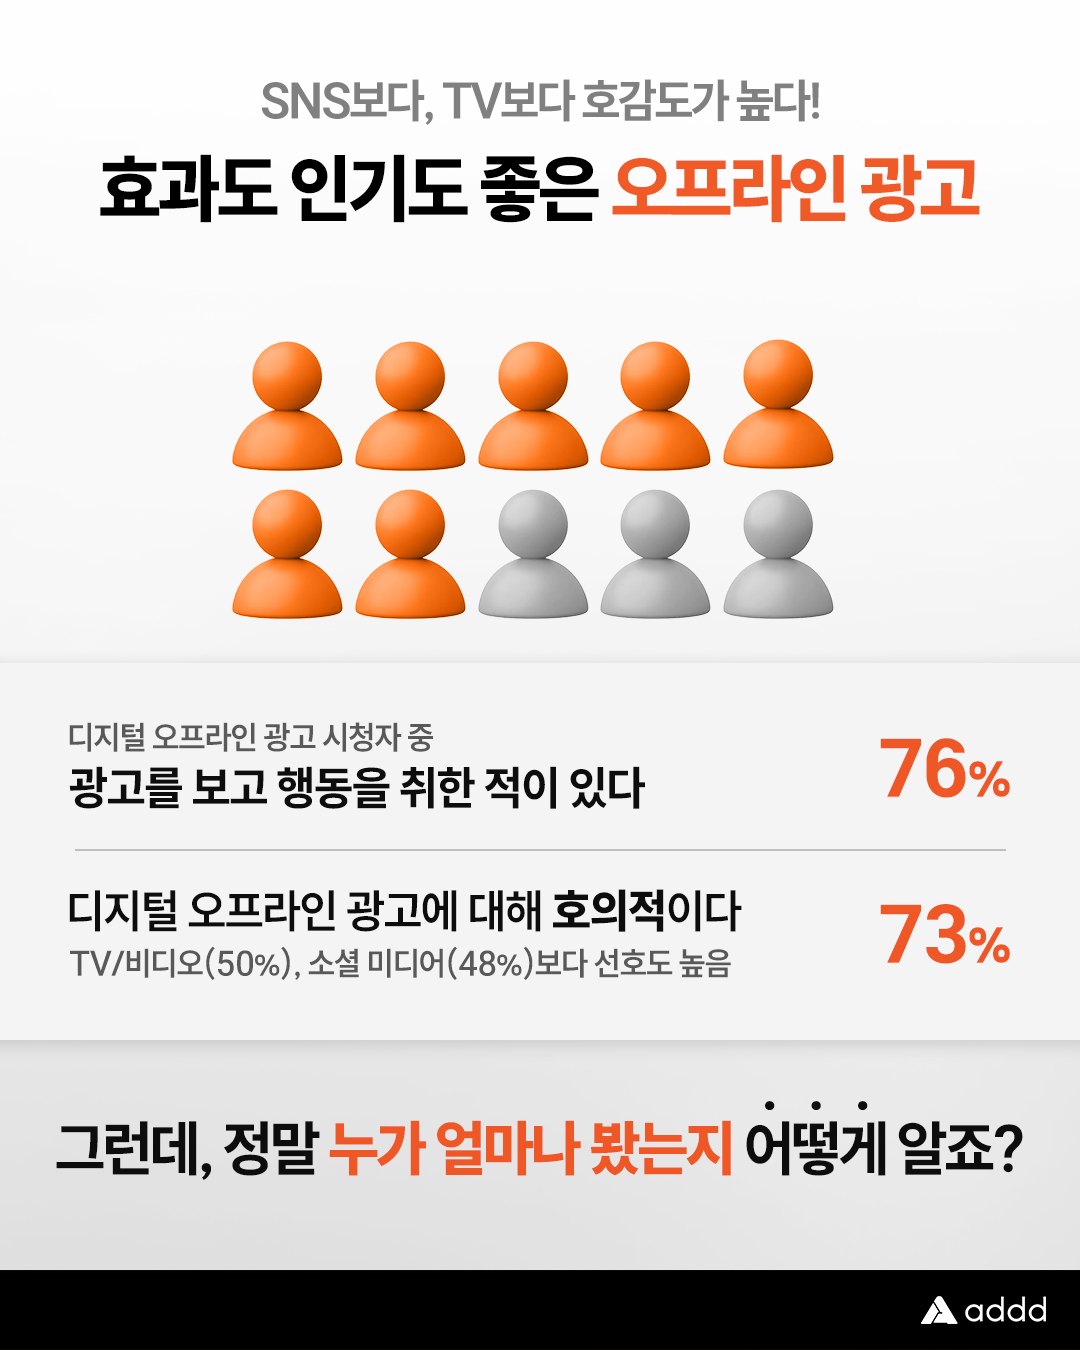 SNS보다, TV보다 호감도가 높다!
효과도 인기도 좋은 오프라인 광고
디지털 오프라인 광고 시청자 중
광고를 보고 행동을 취한 적이 있다
76%
디지털 오프라인 광고에 대해 호의적이다
TV/비디오(50%), 소셜 미디어(48%)보다 선호도 높음
73%
그런데, 정말 누가 얼마나 봤는지 어떻게 알죠?
addd